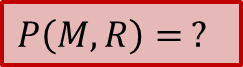 P(M, R) = ?